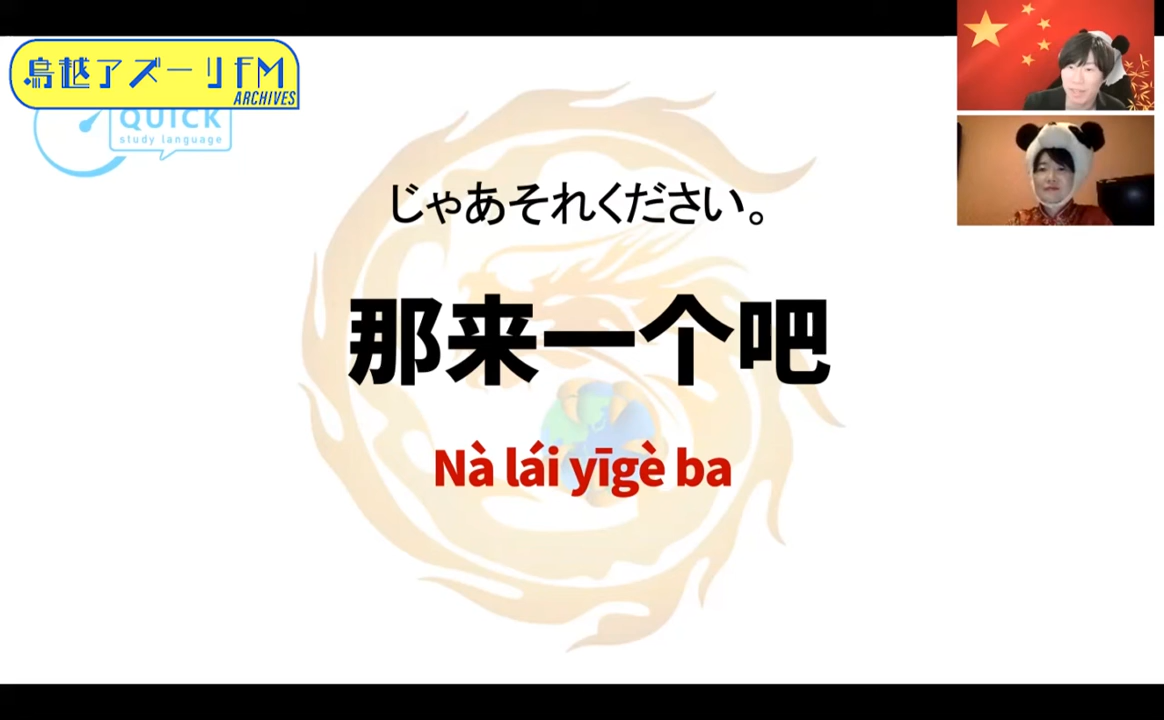 鳥越アズーリFM
ARCHIVES
QUICK
study language
じゃあそれください。
那来一个吧
Nà lái yīgè ba